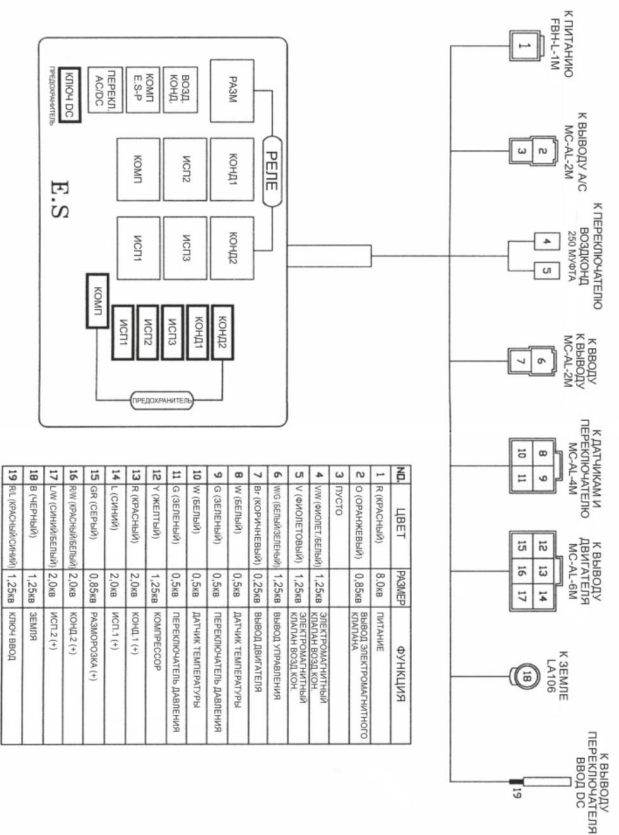 К ПИТАНИЮ
FBH-L-1M
1
К ВЫВОДУ А/С
MC-AL-2M
2
3
К ПЕРЕКЛЮЧАТЕЛЮ
ВОЗДКОНД
250 МУФТА
4
5
К ВВОДУ
К ВЫВОДУ
MC-AL-2M
6
7
К ДАТЧИКАМ И
ПЕРЕКЛЮЧАТЕЛЮ
MC-AL-4M
8 9
10 11
К ВЫВОДУ
ДВИГАТЕЛЯ
MC-AL-6M
12 13 14
15 16 17
К ЗЕМЛЕ
LA106
18
К ВЫВОДУ
ПЕРЕКЛЮЧАТЕЛЯ
ВВОД DC
19
РЕЛЕ
РАЗМ
КОНД1
КОНД2
ВОЗД.
КОНД.
КОМП
E.S-P
ПЕРЕКЛ.
AC/DC
КЛЮЧ DC
ПРЕДОХРАНИТЕЛЬ
ИСП2
ИСП3
КОМП
ИСП1
E.S
КОНД2
КОНД1
ИСП3
ИСП2
ИСП1
КОМП
ПРЕДОХРАНИТЕЛЬ
NO. ЦВЕТ РАЗМЕР ФУНКЦИЯ
1 R (КРАСНЫЙ) 8,0кв ПИТАНИЕ
2 O (ОРАНЖЕВЫЙ) 0,85кв ВЫВОД ЭЛЕКТРОМАГНИТНОГО
КЛАПАНА
3 ПУСТО
4 V/W (ФИОЛЕТ./БЕЛЫЙ) 1,25кв ЭЛЕКТРОМАГНИТНЫЙ
КЛАПАН ВОЗД.КОН.
5 V (ФИОЛЕТОВЫЙ) 1,25кв ЭЛЕКТРОМАГНИТНЫЙ
КЛАПАН ВОЗД.КОН.
6 W/G (БЕЛЫЙ/ЗЕЛЕНЫЙ) 1,25кв ВЫВОД УПРАВЛЕНИЯ
7 Br (КОРИЧНЕВЫЙ) 0,25кв ВЫВОД ДВИГАТЕЛЯ
8 W (БЕЛЫЙ) 0,5кв ДАТЧИК ТЕМПЕРАТУРЫ
9 G (ЗЕЛЕНЫЙ) 0,5кв ПЕРЕКЛЮЧАТЕЛЬ ДАВЛЕНИЯ
10 W (БЕЛЫЙ) 0,5кв ДАТЧИК ТЕМПЕРАТУРЫ
11 G (ЗЕЛЕНЫЙ) 0,5кв ПЕРЕКЛЮЧАТЕЛЬ ДАВЛЕНИЯ
12 Y (ЖЕЛТЫЙ) 1,25кв КОМПРЕССОР
13 R (КРАСНЫЙ) 2,0кв КОНД.1 (+)
14 L (СИНИЙ) 2,0кв ИСП.1 (+)
15 GR (СЕРЫЙ) 0,85кв РАЗМОРОЗКА (+)
16 R/W (КРАСНЫЙ/БЕЛЫЙ) 2,0кв КОНД.2 (+)
17 L/W (СИНИЙ/БЕЛЫЙ) 2,0кв ИСП.2 (+)
18 B (ЧЕРНЫЙ) 1,25кв ЗЕМЛЯ
19 R/L (КРАСНЫЙ/СИНИЙ) 1,25кв КЛЮЧ ВВОД